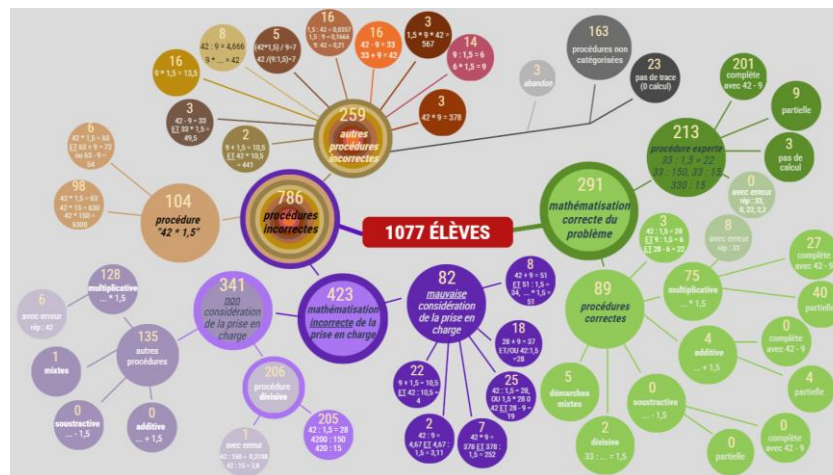 8
42 : 9 = 4,666
9 * ... = 42
5
(42*1,5) / 9=7
42 /(9:1,5)=7
16
1,5 : 42 = 0,0357
1,5 : 9 = 0,1666
9 : 42 = 0,21
16
42 - 9 = 33
33 + 9 = 42
3
1,5 * 9 * 42 =
567
14
9 : 1,5 = 6
6 * 1,5 = 9
16
9 * 1,5 = 13,5
3
42 - 9 = 33
ET 33 * 1,5 =
49,5
2
9 + 1,5 = 10,5
ET 42 * 10,5
= 441
3
42 * 9 = 378
259
autres
procédures
incorrectes
3
abandon
163
procédures non
catégorisées
23
pas de trace
(0 calcul)
201
complète
avec 42 - 9
9
partielle
3
pas de
calcul
0
avec erreur
rép : 33,
0, 22, 2,2
213
procédure experte
33 : 1,5 = 22
33 : 150, 33 : 15
330 : 15
6
42 * 1,5 = 63
ET 63 + 9 = 72
ou 63 - 9 =
54
98
42 * 1,5 = 63
42 * 15 = 630
42 * 150 =
6300
104
procédure
"42 * 1,5"
786
procédures
incorrectes
1077 ÉLÈVES
291
mathématisation
correcte du
problème
341
non
considération
de la prise en
charge
423
mathématisation
incorrecte de la
prise en charge
82
mauvaise
considération
de la prise en
charge
8
42 + 9 = 51
ET 51 : 1,5 =
34, ... * 1,5 =
51
18
28 + 9 = 37
ET/OU 42:1,5
=28
25
42 : 1,5 = 28,
OU 1,5 * 28 0
42 ET 28 - 9 =
19
7
42 * 9 =
378 ET 378 :
1,5 = 252
2
42 : 9 =
4,67 ET 4,67 :
1,5 = 3,11
22
9 + 1,5 = 10,5
ET 42 : 10,5 =
4
128
multiplicative
... * 1,5
6
avec erreur
rép : 42
1
mixtes
0
soustractive
... - 1,5
0
additive
... + 1,5
135
autres
procédures
206
procédure
divisive
1
avec erreur
205
42 : 1,5 = 28
4200 : 150
420 : 15
3
42 : 1,5 = 28
ET 9 : 1,5 = 6
ET 28 - 6 = 22
8
avec erreur
rép : 33
27
complète
avec 42 - 9
75
multiplicative
... * 1,5
40
partielle
89
procédures
correctes
4
additive
... + 1,5
0
complète
avec 42 - 9
4
partielle
5
démarches
mixtes
2
divisive
33 : ... = 1,5
0
soustractive
... - 1,5
0
partielle
0
complète
avec 42 - 9